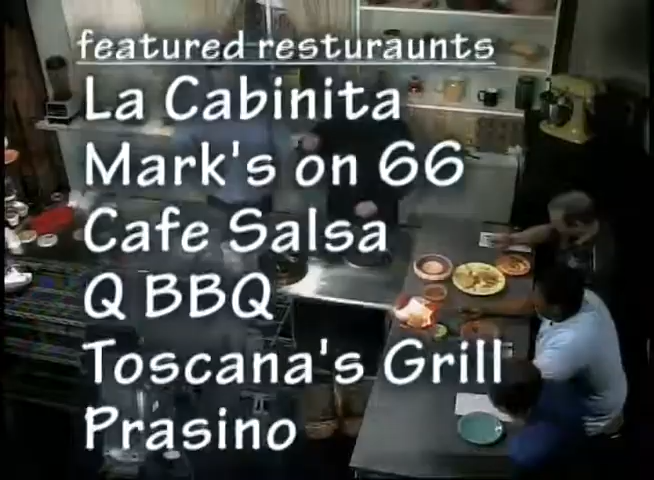 featured resturaunts
La Cabinita
Mark's on 66
Cafe Salsa
Q BBQ
Toscana's Grill
Prasino